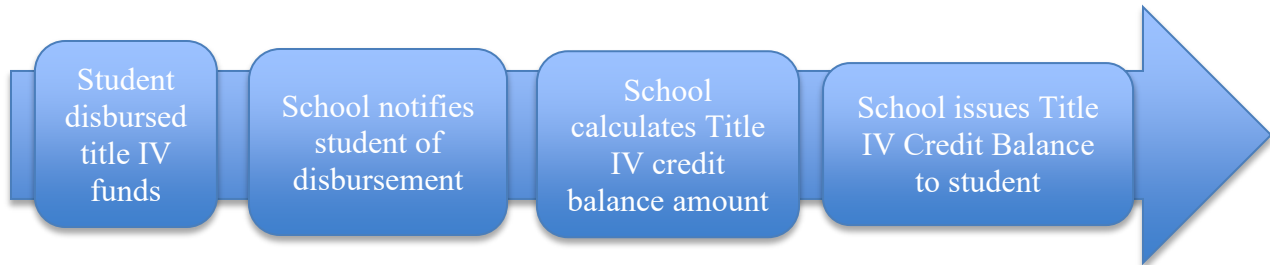 Student
disbursed
title IV
funds
School notifies
student of
disbursement
School
calculates Title
IV credit
balance amount
School issues Title
IV Credit Balance
to student